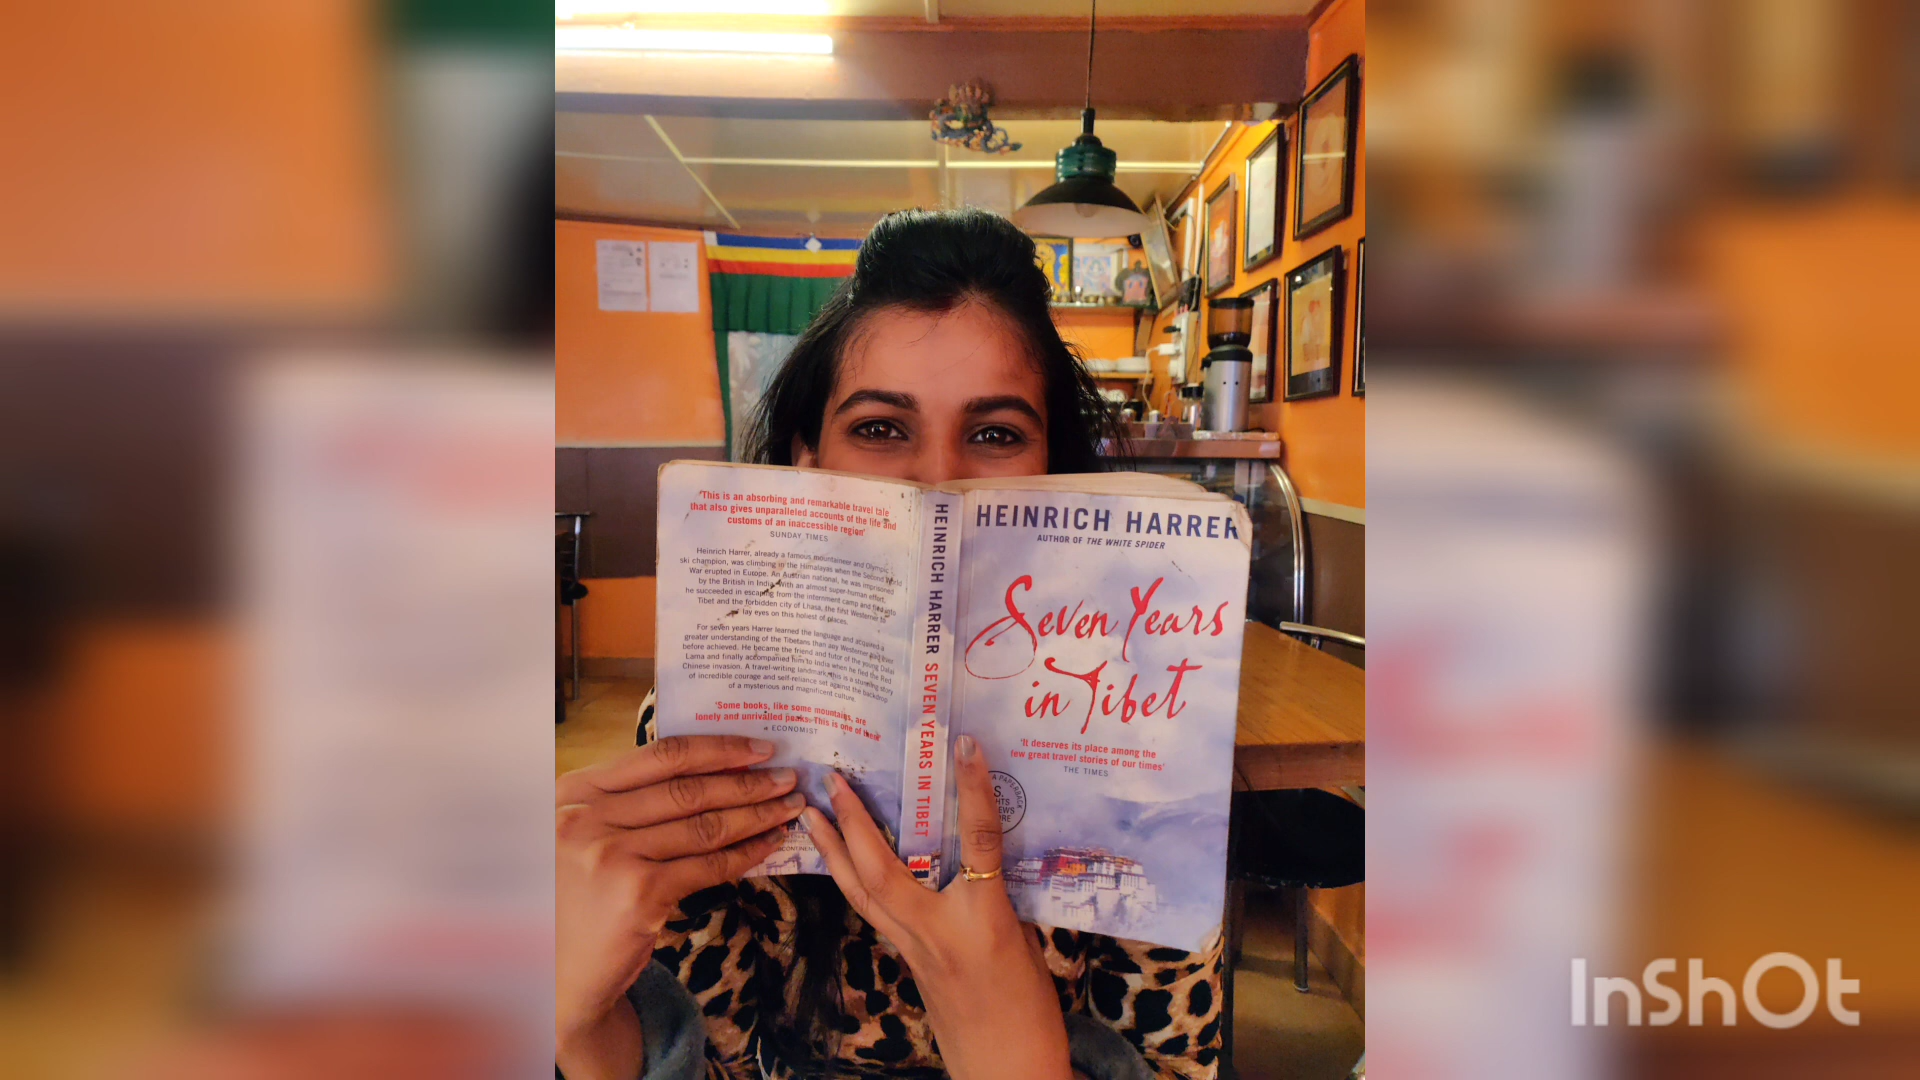 'This is an absorbing and remarkable travel tale
that also gives unparalleled accounts of the life and
customs of an inaccessible region'
SUNDAY TIMES
Heinrich Harrer, already a famous mountaineer and Olympic
ski champion, was climbing in the Himalayas when the Second World
War erupted in Europe. An Austrian national, he was imprisoned
by the British in India. With an almost super-human effort,
he succeeded in escaping from the internment camp and fled into
Tibet and the forbidden city of Lhasa, the first Westerner to
lay eyes on this holiest of places.
For seven years Harrer learned the language and acquired a
greater understanding of the Tibetans than any Westerner had ever
before achieved. He became the friend and tutor of the young Dalai
Lama and finally accompanied him to India when he fled the Red
Chinese invasion. A travel-writing landmark, this is a stunning story
of incredible courage and self-reliance set against the backdrop
of a mysterious and magnificent culture.
'Some books, like some mountains, are
lonely and unrivalled peaks. This is one of these'
ECONOMIST
HEINRICH HARRER SEVEN YEARS IN TIBET
HEINRICH HARRER
AUTHOR OF THE WHITE SPIDER
Seven Years
in Tibet
'It deserves its place among the
few great travel stories of our times'
THE TIMES
A PAPERBACK
S.
InShOt